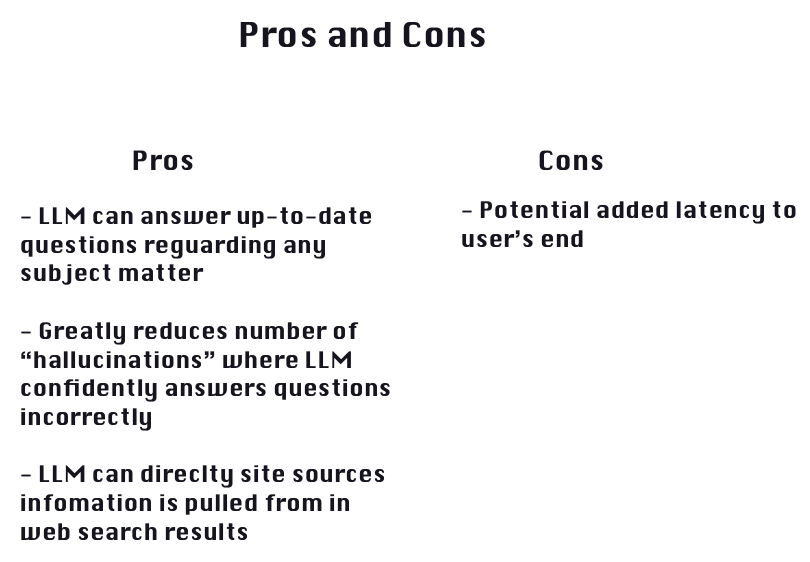 Pros and Cons
Pros
- LLM can answer up-to-date
questions reguarding any
subject matter
- Greatly reduces number of
“hallucinations” where LLM
confidently answers questions
incorrectly
- LLM can direclty site sources
infomation is pulled from in
web search results
Cons
- Potential added latency to
user’s end